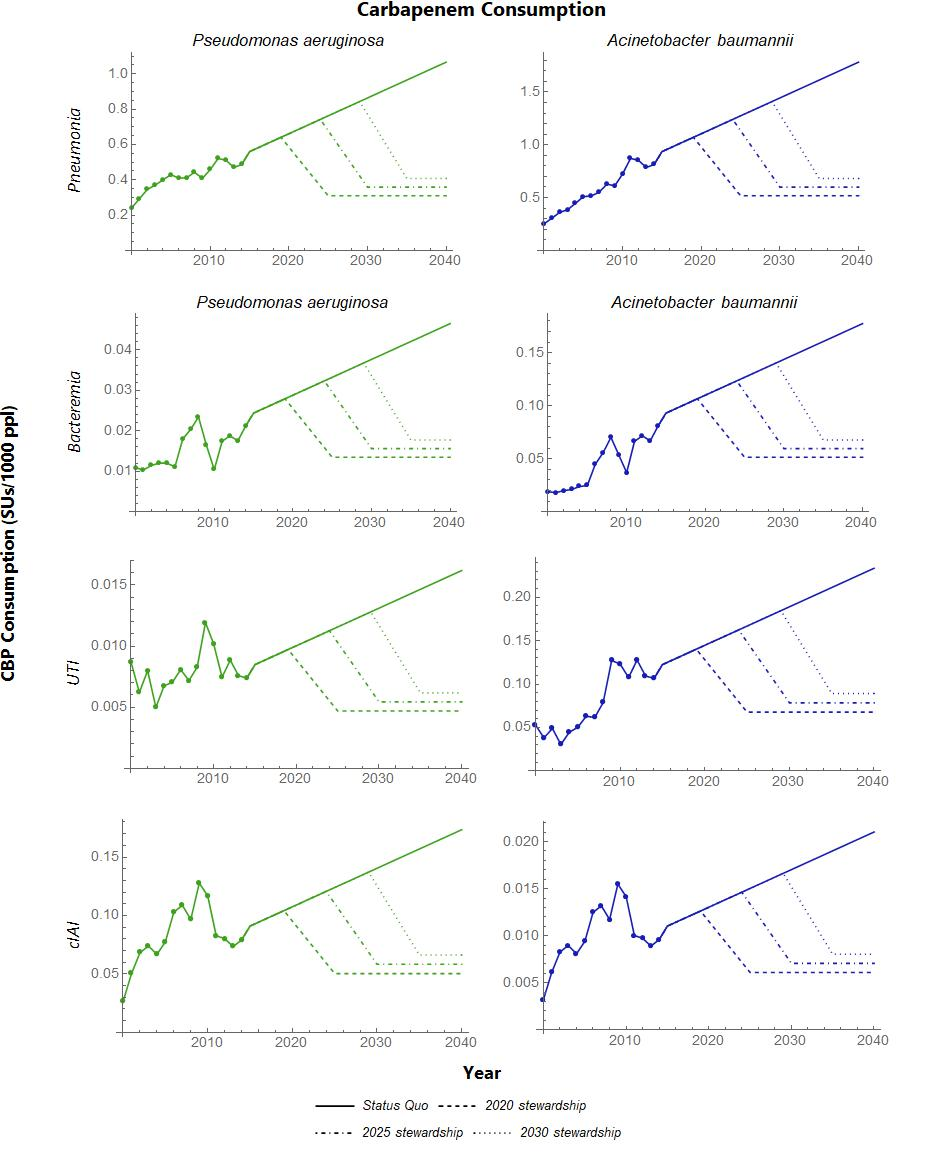 Carbapenem Consumption
Pseudomonas aeruginosa
Acinetobacter baumannii
CBP Consumption (SUs/1000 ppl)
Pneumonia
1.0
0.8
0.6
0.4
0.2
2010 2020 2030 2040
1.5
1.0
0.5
2010 2020 2030 2040
Pseudomonas aeruginosa
Acinetobacter baumannii
Bacteremia
0.04
0.03
0.02
0.01
2010 2020 2030 2040
0.15
0.10
0.05
2010 2020 2030 2040
UTI
0.015
0.010
0.005
2010 2020 2030 2040
0.20
0.15
0.10
0.05
2010 2020 2030 2040
cIAI
0.15
0.10
0.05
2010 2020 2030 2040
0.020
0.015
0.010
0.005
2010 2020 2030 2040
Year
Status Quo 2020 stewardship
2025 stewardship 2030 stewardship